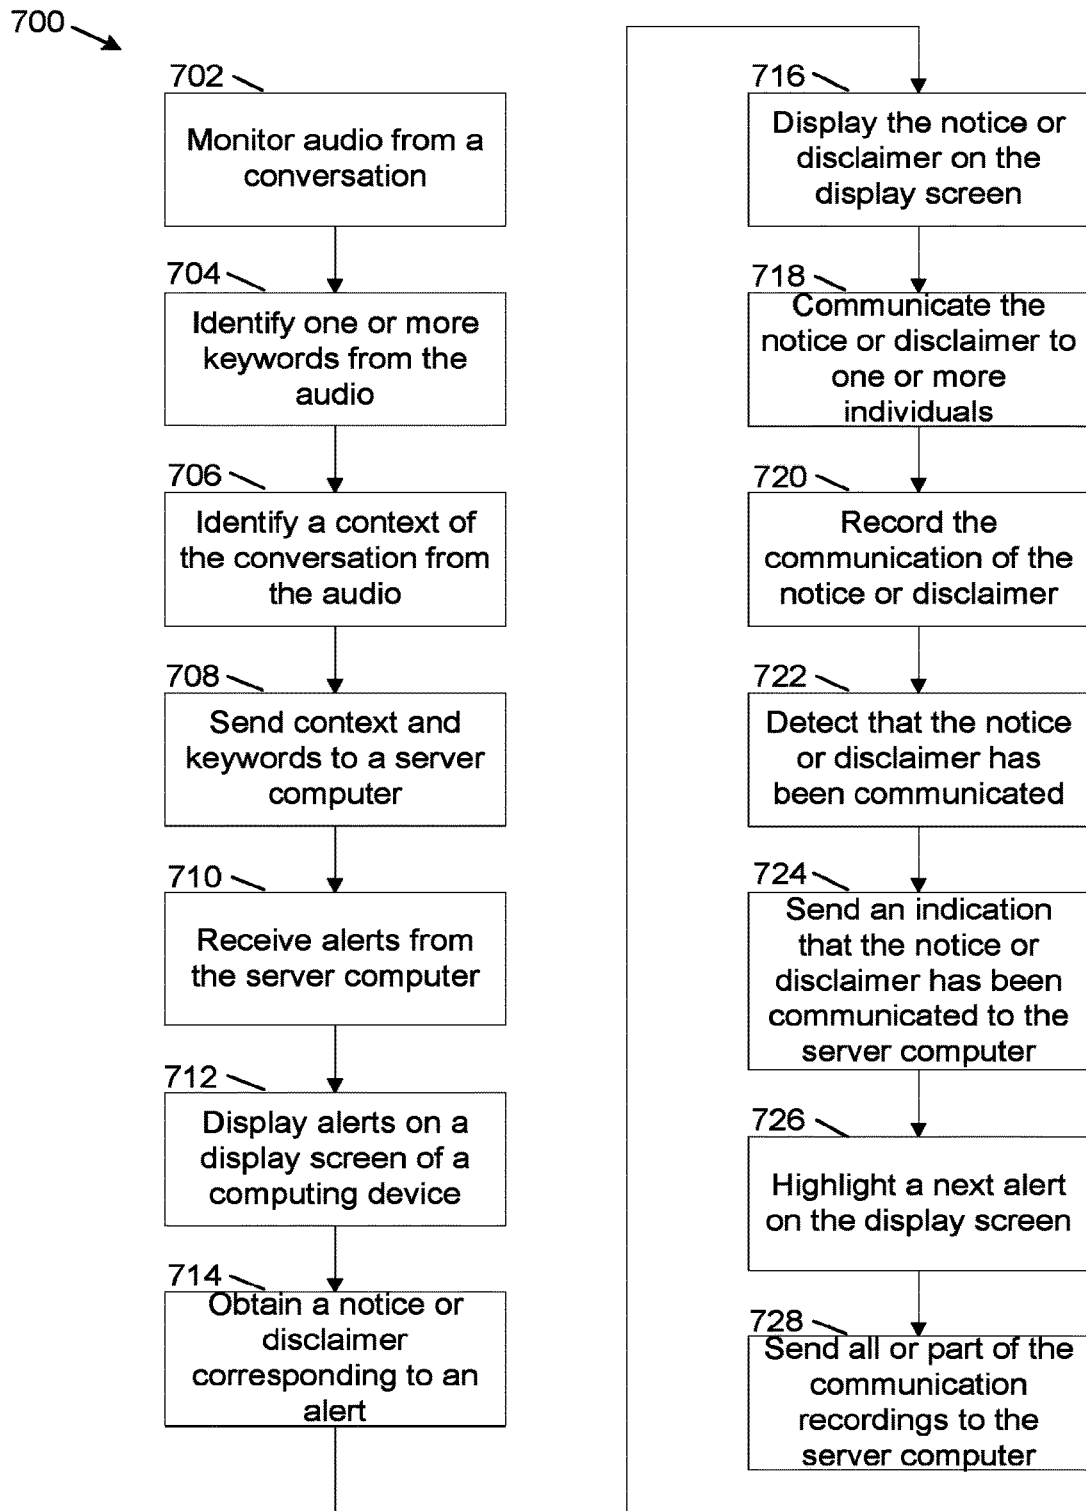 700
702
Monitor audio from a
conversation
704
Identify one or more
keywords from the
audio
706
Identify a context of
the conversation from
the audio
708
Send context and
keywords to a server
computer
710
Receive alerts from
the server computer
712
Display alerts on a
display screen of a
computing device
714
Obtain a notice or
disclaimer
corresponding to an
alert
716
Display the notice or
disclaimer on the
display screen
718
Communicate the
notice or disclaimer to
one or more
individuals
720
Record the
communication of the
notice or disclaimer
722
Detect that the notice
or disclaimer has
been communicated
724
Send an indication
that the notice or
disclaimer has been
communicated to the
server computer
726
Highlight a next alert
on the display screen
728
Send all or part of the
communication
recordings to the
server computer